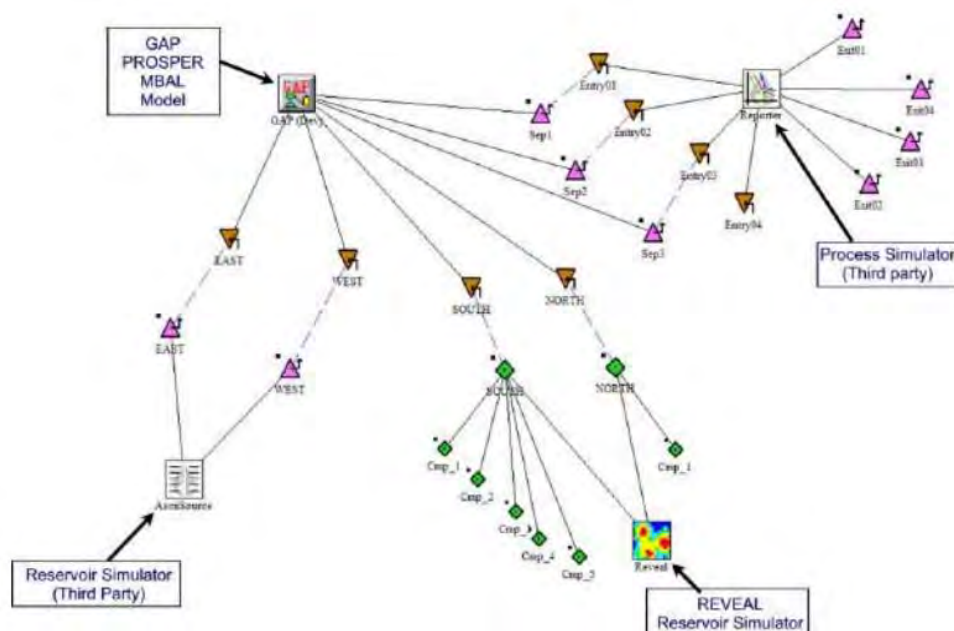 GAP
PROSPER
MBAL
Model
GAP
GAP (Dev)
Exit01
Exit04
Exit03
Exit02
Reporter
Entry01
Entry02
Entry03
Entry04
Sep1
Sep2
Sep3
Process Simulator
(Third party)
EAST
WEST
SOUTH
NORTH
EAST
WEST
SOUTH
NORTH
Cmp_1
Cmp_2
Cmp_3
Cmp_4
Cmp_5
Cmp_1
AsciiSource
Reveal
Reservoir Simulator
(Third Party)
REVEAL
Reservoir Simulator